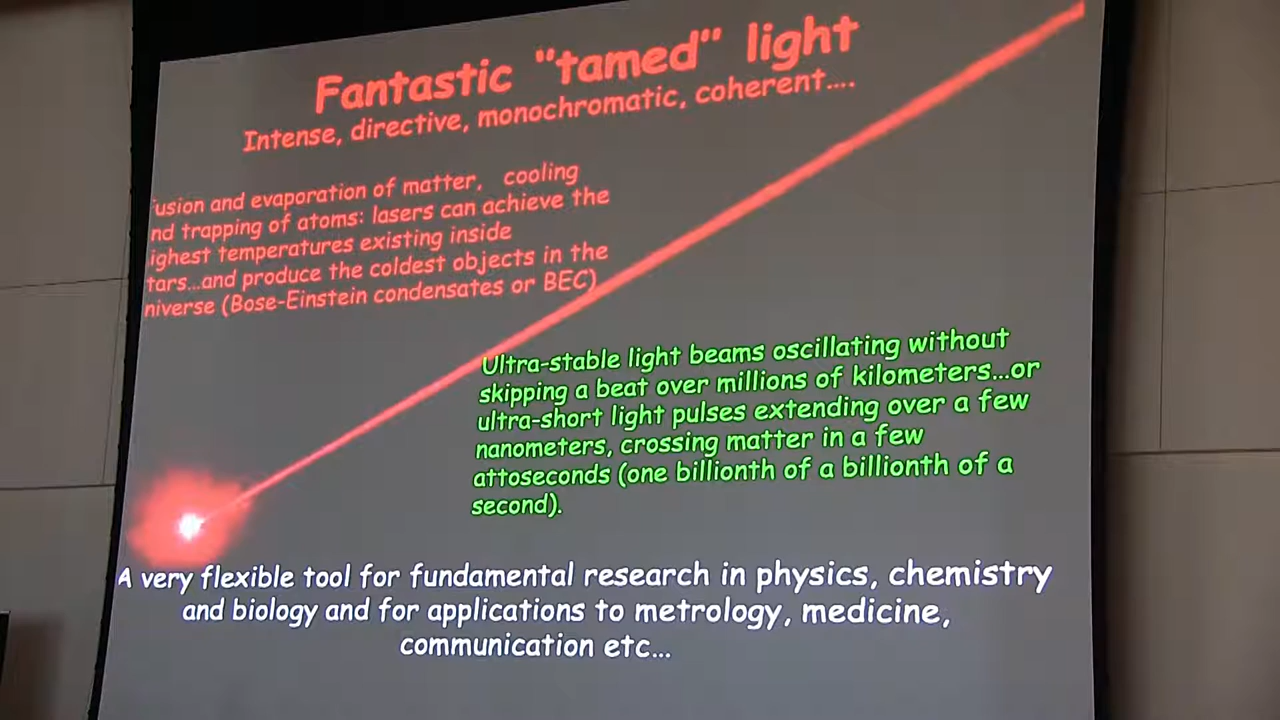 Fantastic "tamed" light
Intense, directive, monochromatic, coherent....
usion and evaporation of matter, cooling
nd trapping of atoms: lasers can achieve the
ighest temperatures existing inside
tars...and produce the coldest objects in the
niverse (Bose-Einstein condensates or BEC)
Ultra-stable light beams oscillating without
skipping a beat over millions of kilometers...or
ultra-short light pulses extending over a few
nanometers, crossing matter in a few
attoseconds (one billionth of a billionth of a
second).
A very flexible tool for fundamental research in physics, chemistry
and biology and for applications to metrology, medicine,
communication etc...